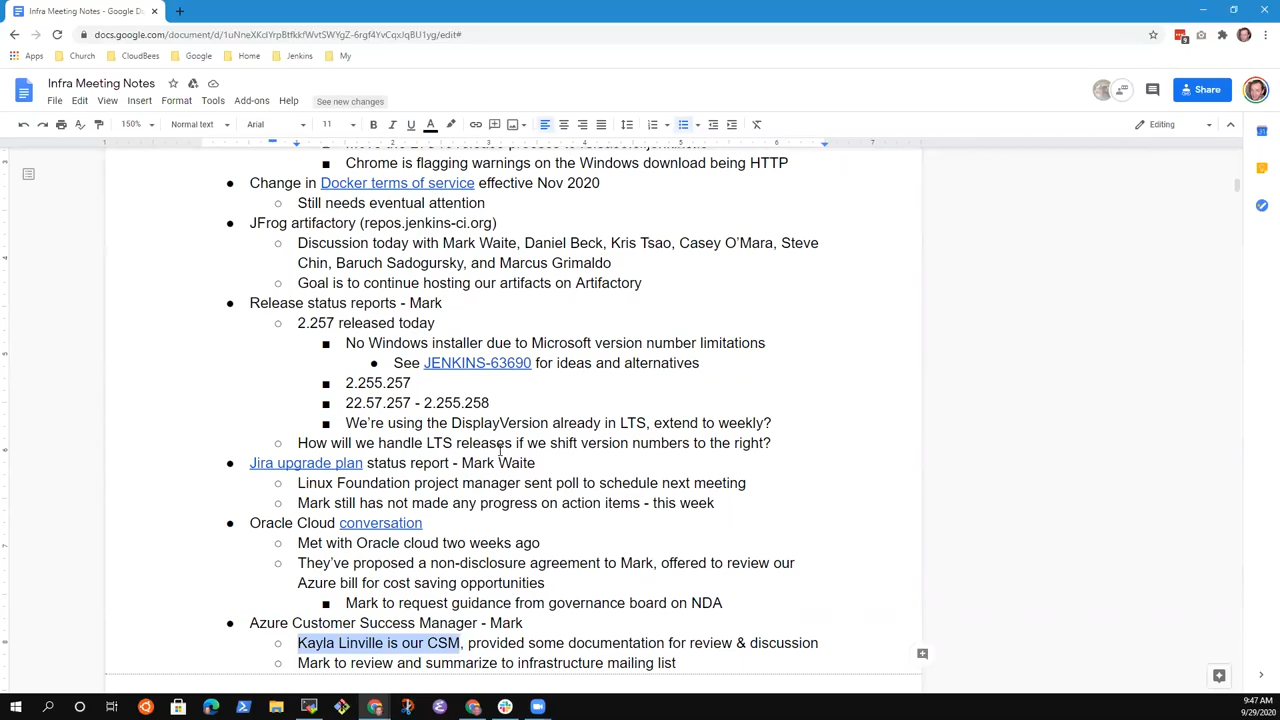 Infra Meeting Notes - Google D
docs.google.com/document/d/1uNneXKcIYrpBtfkkfWvtSWYgZ-6rgf4YvCqxJqBU1yg/edit#
Apps Church CloudBees Google Home Jenkins My
Infra Meeting Notes
File Edit View Insert Format Tools Add-ons Help See new changes
Share
150% Normal text Arial 11 Editing
1 1 2 3 4 5 6 7
Chrome is flagging warnings on the Windows download being HTTP
Change in Docker terms of service effective Nov 2020
Still needs eventual attention
JFrog artifactory (repos.jenkins-ci.org)
Discussion today with Mark Waite, Daniel Beck, Kris Tsao, Casey O'Mara, Steve
Chin, Baruch Sadogursky, and Marcus Grimaldo
Goal is to continue hosting our artifacts on Artifactory
Release status reports - Mark
2.257 released today
No Windows installer due to Microsoft version number limitations
See JENKINS-63690 for ideas and alternatives
2.255.257
22.57.257 - 2.255.258
We're using the DisplayVersion already in LTS, extend to weekly?
How will we handle LTS releases if we shift version numbers to the right?
Jira upgrade plan status report - Mark Waite
Linux Foundation project manager sent poll to schedule next meeting
Mark still has not made any progress on action items - this week
Oracle Cloud conversation
Met with Oracle cloud two weeks ago
They've proposed a non-disclosure agreement to Mark, offered to review our
Azure bill for cost saving opportunities
Mark to request guidance from governance board on NDA
Azure Customer Success Manager - Mark
Kayla Linville is our CSM, provided some documentation for review & discussion
Mark to review and summarize to infrastructure mailing list
9:47 AM
9/29/2020